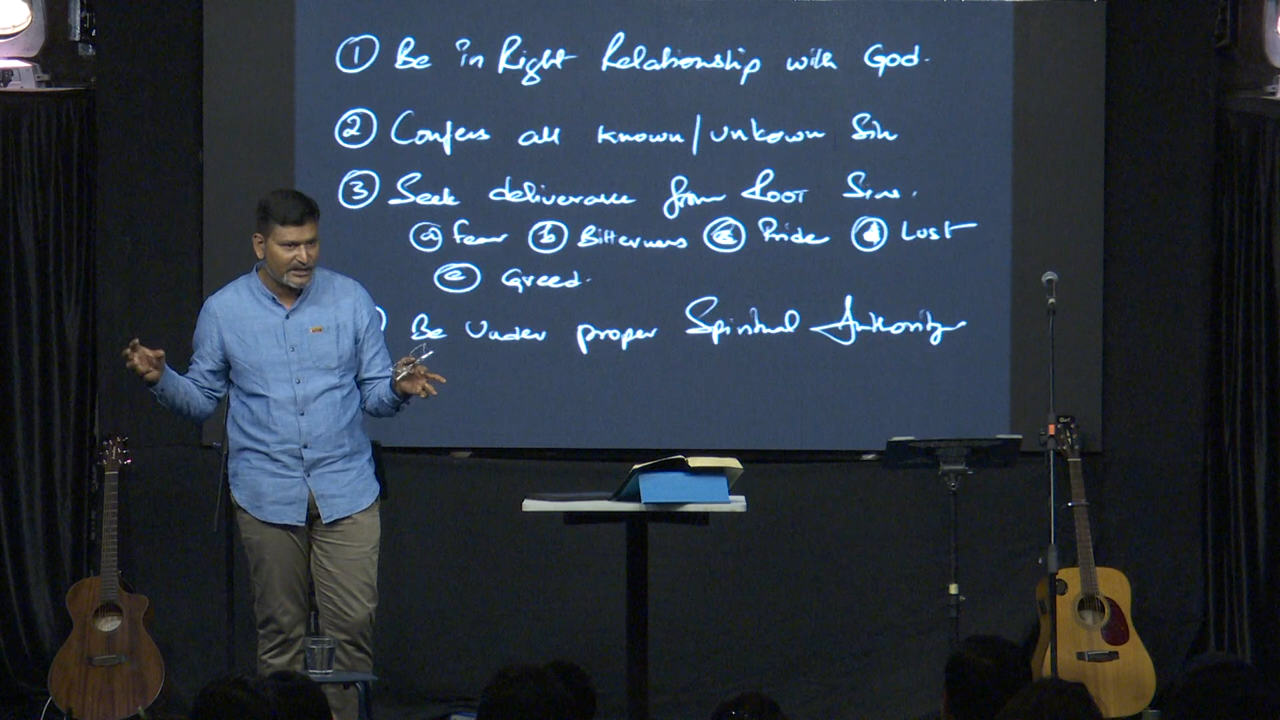 ① Be in Right Relationship with God.
② Confess all known/unkown Sin
③ Seek deliverance from ROOT Sins.
ⓐ Fear ⓑ Bitterness ⓒ Pride ⓓ Lust
ⓔ Greed.
Be Under proper Spiritual Authority